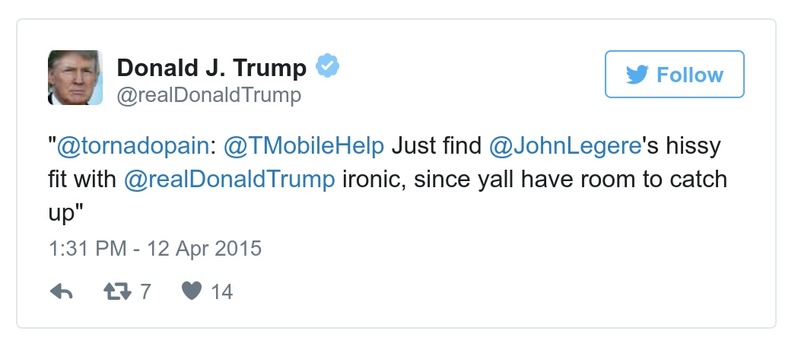 Donald J. Trump
@realDonaldTrump
Follow
"@tornadopain: @TMobileHelp Just find @JohnLegere's hissy
fit with @realDonaldTrump ironic, since yall have room to catch
up"
1:31 PM - 12 Apr 2015
7 14